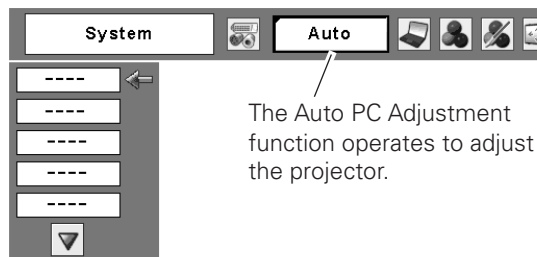 System
Auto
----
----
----
----
----
The Auto PC Adjustment
function operates to adjust
the projector.